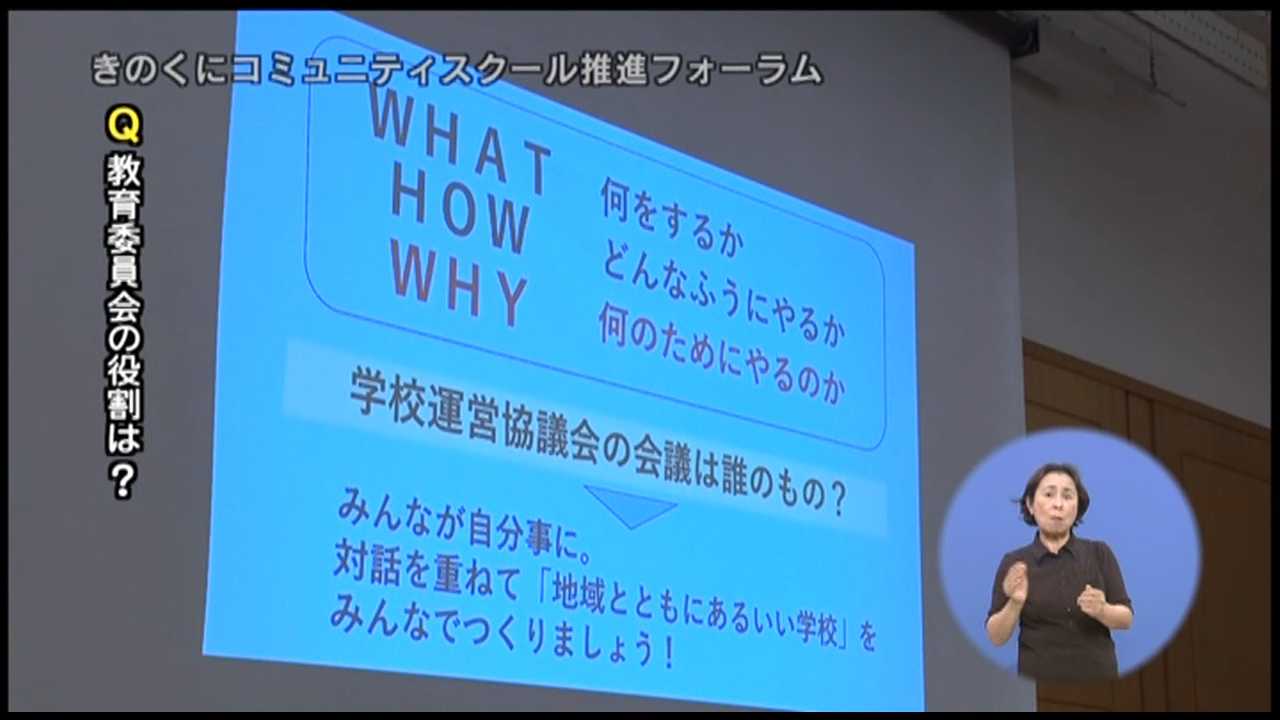 きのくにコミュニティスクール推進フォーラム
Q 教育委員会の役割は?
WHAT 何をするか
HOW どんなふうにやるか
WHY 何のためにやるのか
学校運営協議会の会議は誰のもの?
みんなが自分事に。
対話を重ねて「地域とともにあるいい学校」を
みんなでつくりましょう!